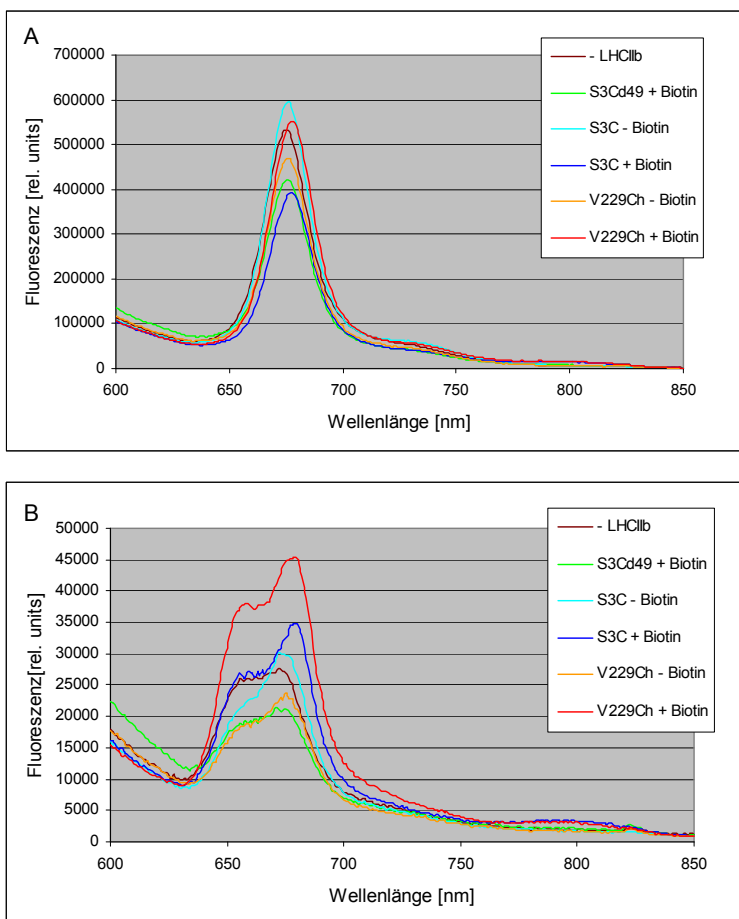 A
Fluoreszenz [rel. units]
700000
600000
500000
400000
300000
200000
100000
0
600 650 700 750 800 850
Wellenlänge [nm]
- LHCIIb
S3Cd49 + Biotin
S3C - Biotin
S3C + Biotin
V229Ch - Biotin
V229Ch + Biotin
B
Fluoreszenz[rel. units]
50000
45000
40000
35000
30000
25000
20000
15000
10000
5000
0
600 650 700 750 800 850
Wellenlänge [nm]
- LHCIIb
S3Cd49 + Biotin
S3C - Biotin
S3C + Biotin
V229Ch - Biotin
V229Ch + Biotin